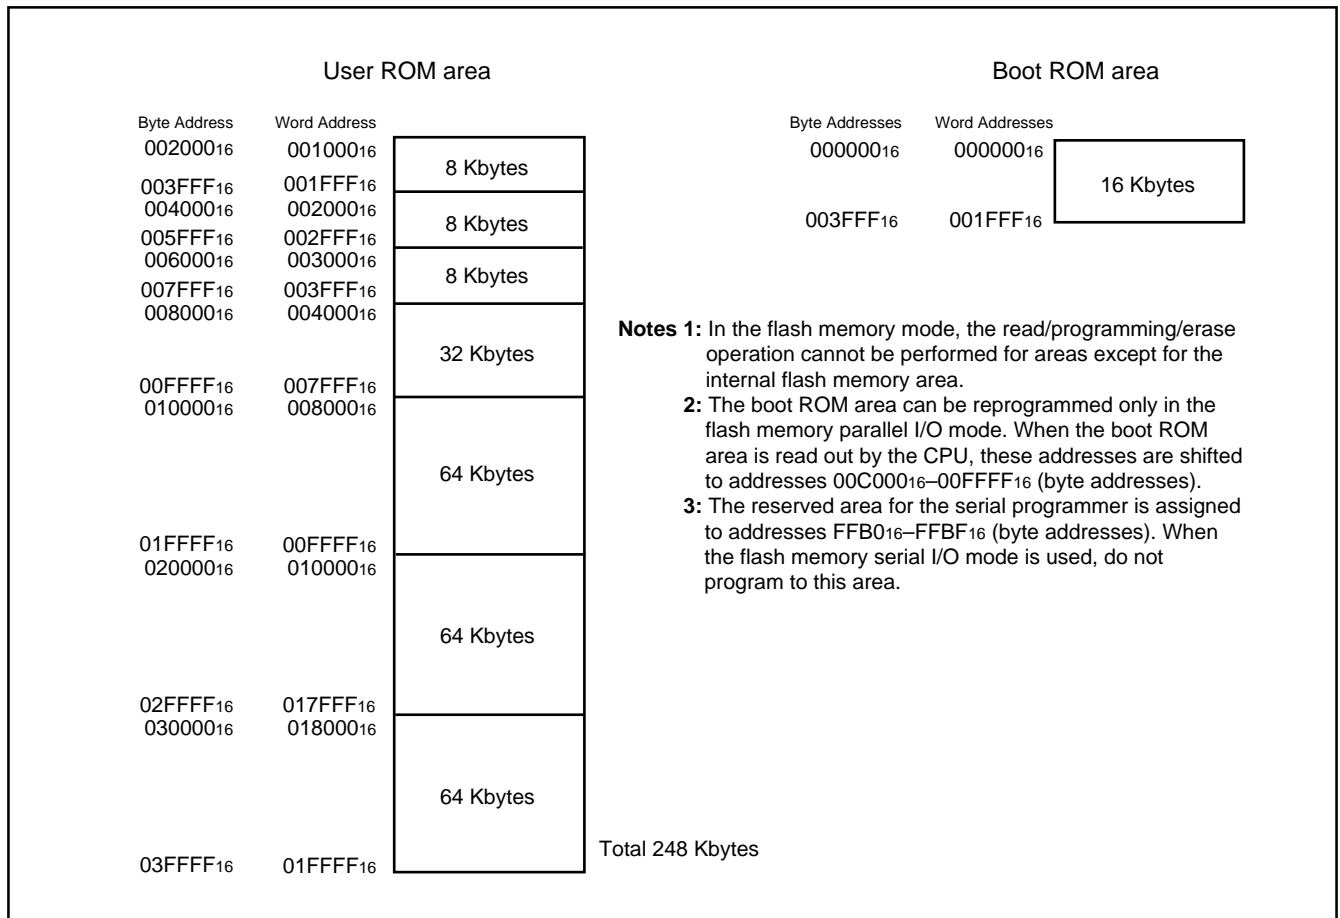 User ROM area
Byte Address Word Address
002000₁₆ 001000₁₆
8 Kbytes
003FFF₁₆ 001FFF₁₆
004000₁₆ 002000₁₆
8 Kbytes
005FFF₁₆ 002FFF₁₆
006000₁₆ 003000₁₆
8 Kbytes
007FFF₁₆ 003FFF₁₆
008000₁₆ 004000₁₆
32 Kbytes
00FFFF₁₆ 007FFF₁₆
010000₁₆ 008000₁₆
64 Kbytes
01FFFF₁₆ 00FFFF₁₆
020000₁₆ 010000₁₆
64 Kbytes
02FFFF₁₆ 017FFF₁₆
030000₁₆ 018000₁₆
64 Kbytes
03FFFF₁₆ 01FFFF₁₆
Total 248 Kbytes
Boot ROM area
Byte Addresses Word Addresses
000000₁₆ 000000₁₆
16 Kbytes
003FFF₁₆ 001FFF₁₆
Notes 1: In the flash memory mode, the read/programming/erase
operation cannot be performed for areas except for the
internal flash memory area.
2: The boot ROM area can be reprogrammed only in the
flash memory parallel I/O mode. When the boot ROM
area is read out by the CPU, these addresses are shifted
to addresses 00C000₁₆–00FFFF₁₆ (byte addresses).
3: The reserved area for the serial programmer is assigned
to addresses FFB0₁₆–FFBF₁₆ (byte addresses). When
the flash memory serial I/O mode is used, do not
program to this area.